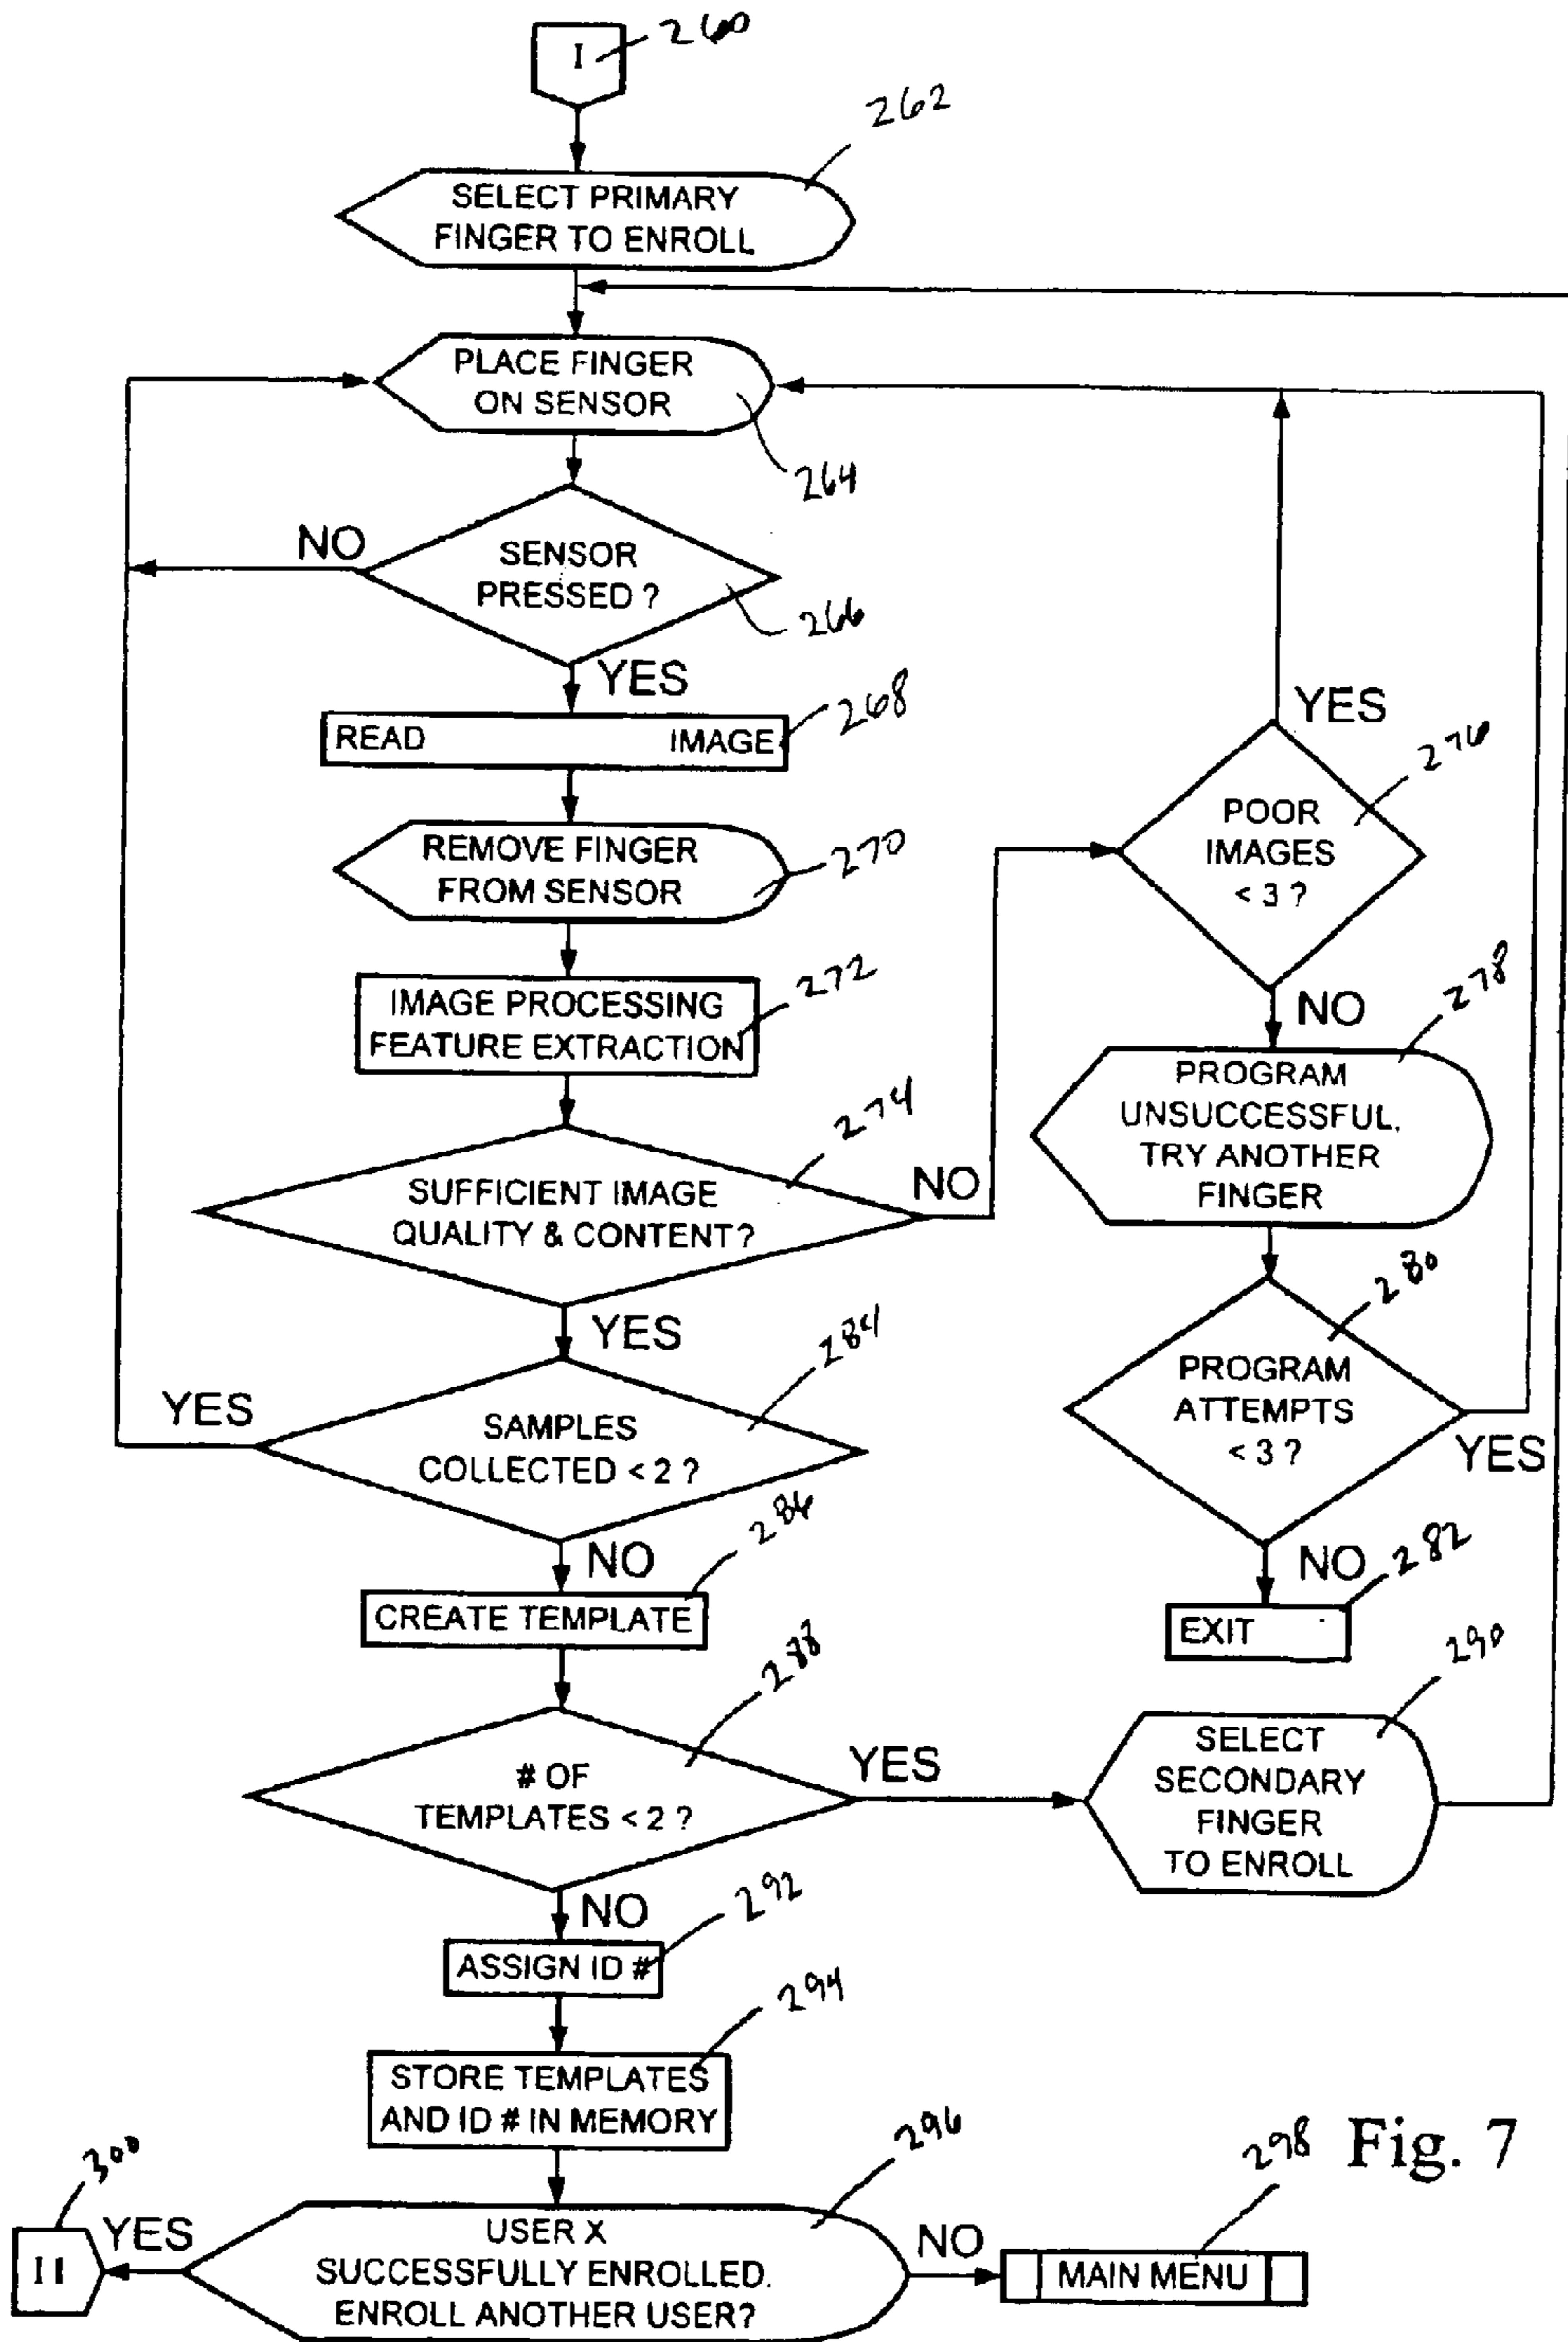 I
260
262
SELECT PRIMARY
FINGER TO ENROLL
PLACE FINGER
ON SENSOR
264
NO
SENSOR
PRESSED ?
266
YES
READ IMAGE
268
REMOVE FINGER
FROM SENSOR
270
IMAGE PROCESSING
FEATURE EXTRACTION
272
SUFFICIENT IMAGE
QUALITY & CONTENT?
274
NO
YES
POOR
IMAGES
< 3 ?
276
YES
NO
PROGRAM
UNSUCCESSFUL,
TRY ANOTHER
FINGER
278
PROGRAM
ATTEMPTS
< 3 ?
280
YES
NO
EXIT
282
SAMPLES
COLLECTED < 2 ?
284
YES
NO
CREATE TEMPLATE
286
# OF
TEMPLATES < 2 ?
288
YES
SELECT
SECONDARY
FINGER
TO ENROLL
290
NO
ASSIGN ID #
292
STORE TEMPLATES
AND ID # IN MEMORY
294
USER X
SUCCESSFULLY ENROLLED.
ENROLL ANOTHER USER?
296
YES
II
300
NO
MAIN MENU
298
Fig. 7